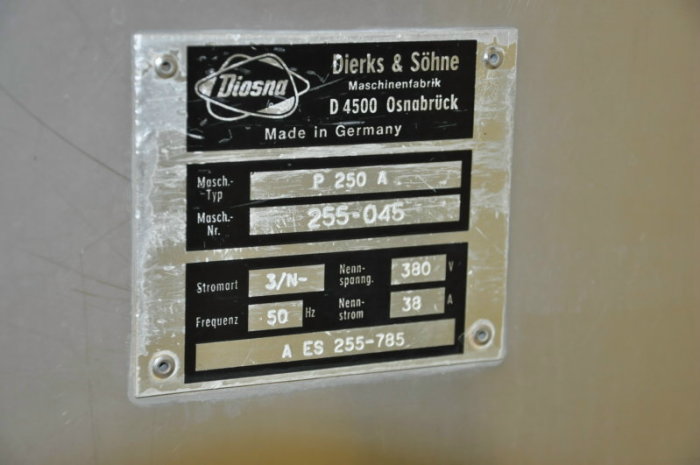 Diosna
Dierks & Söhne
Maschinenfabrik
D 4500 Osnabrück
Made in Germany
Masch.-
Typ
P 250 A
Masch.-
Nr.
255-045
Stromart 3/N~ Nenn-
spanng. 380 V
Frequenz 50 Hz Nenn-
strom 38 A
A ES 255-785